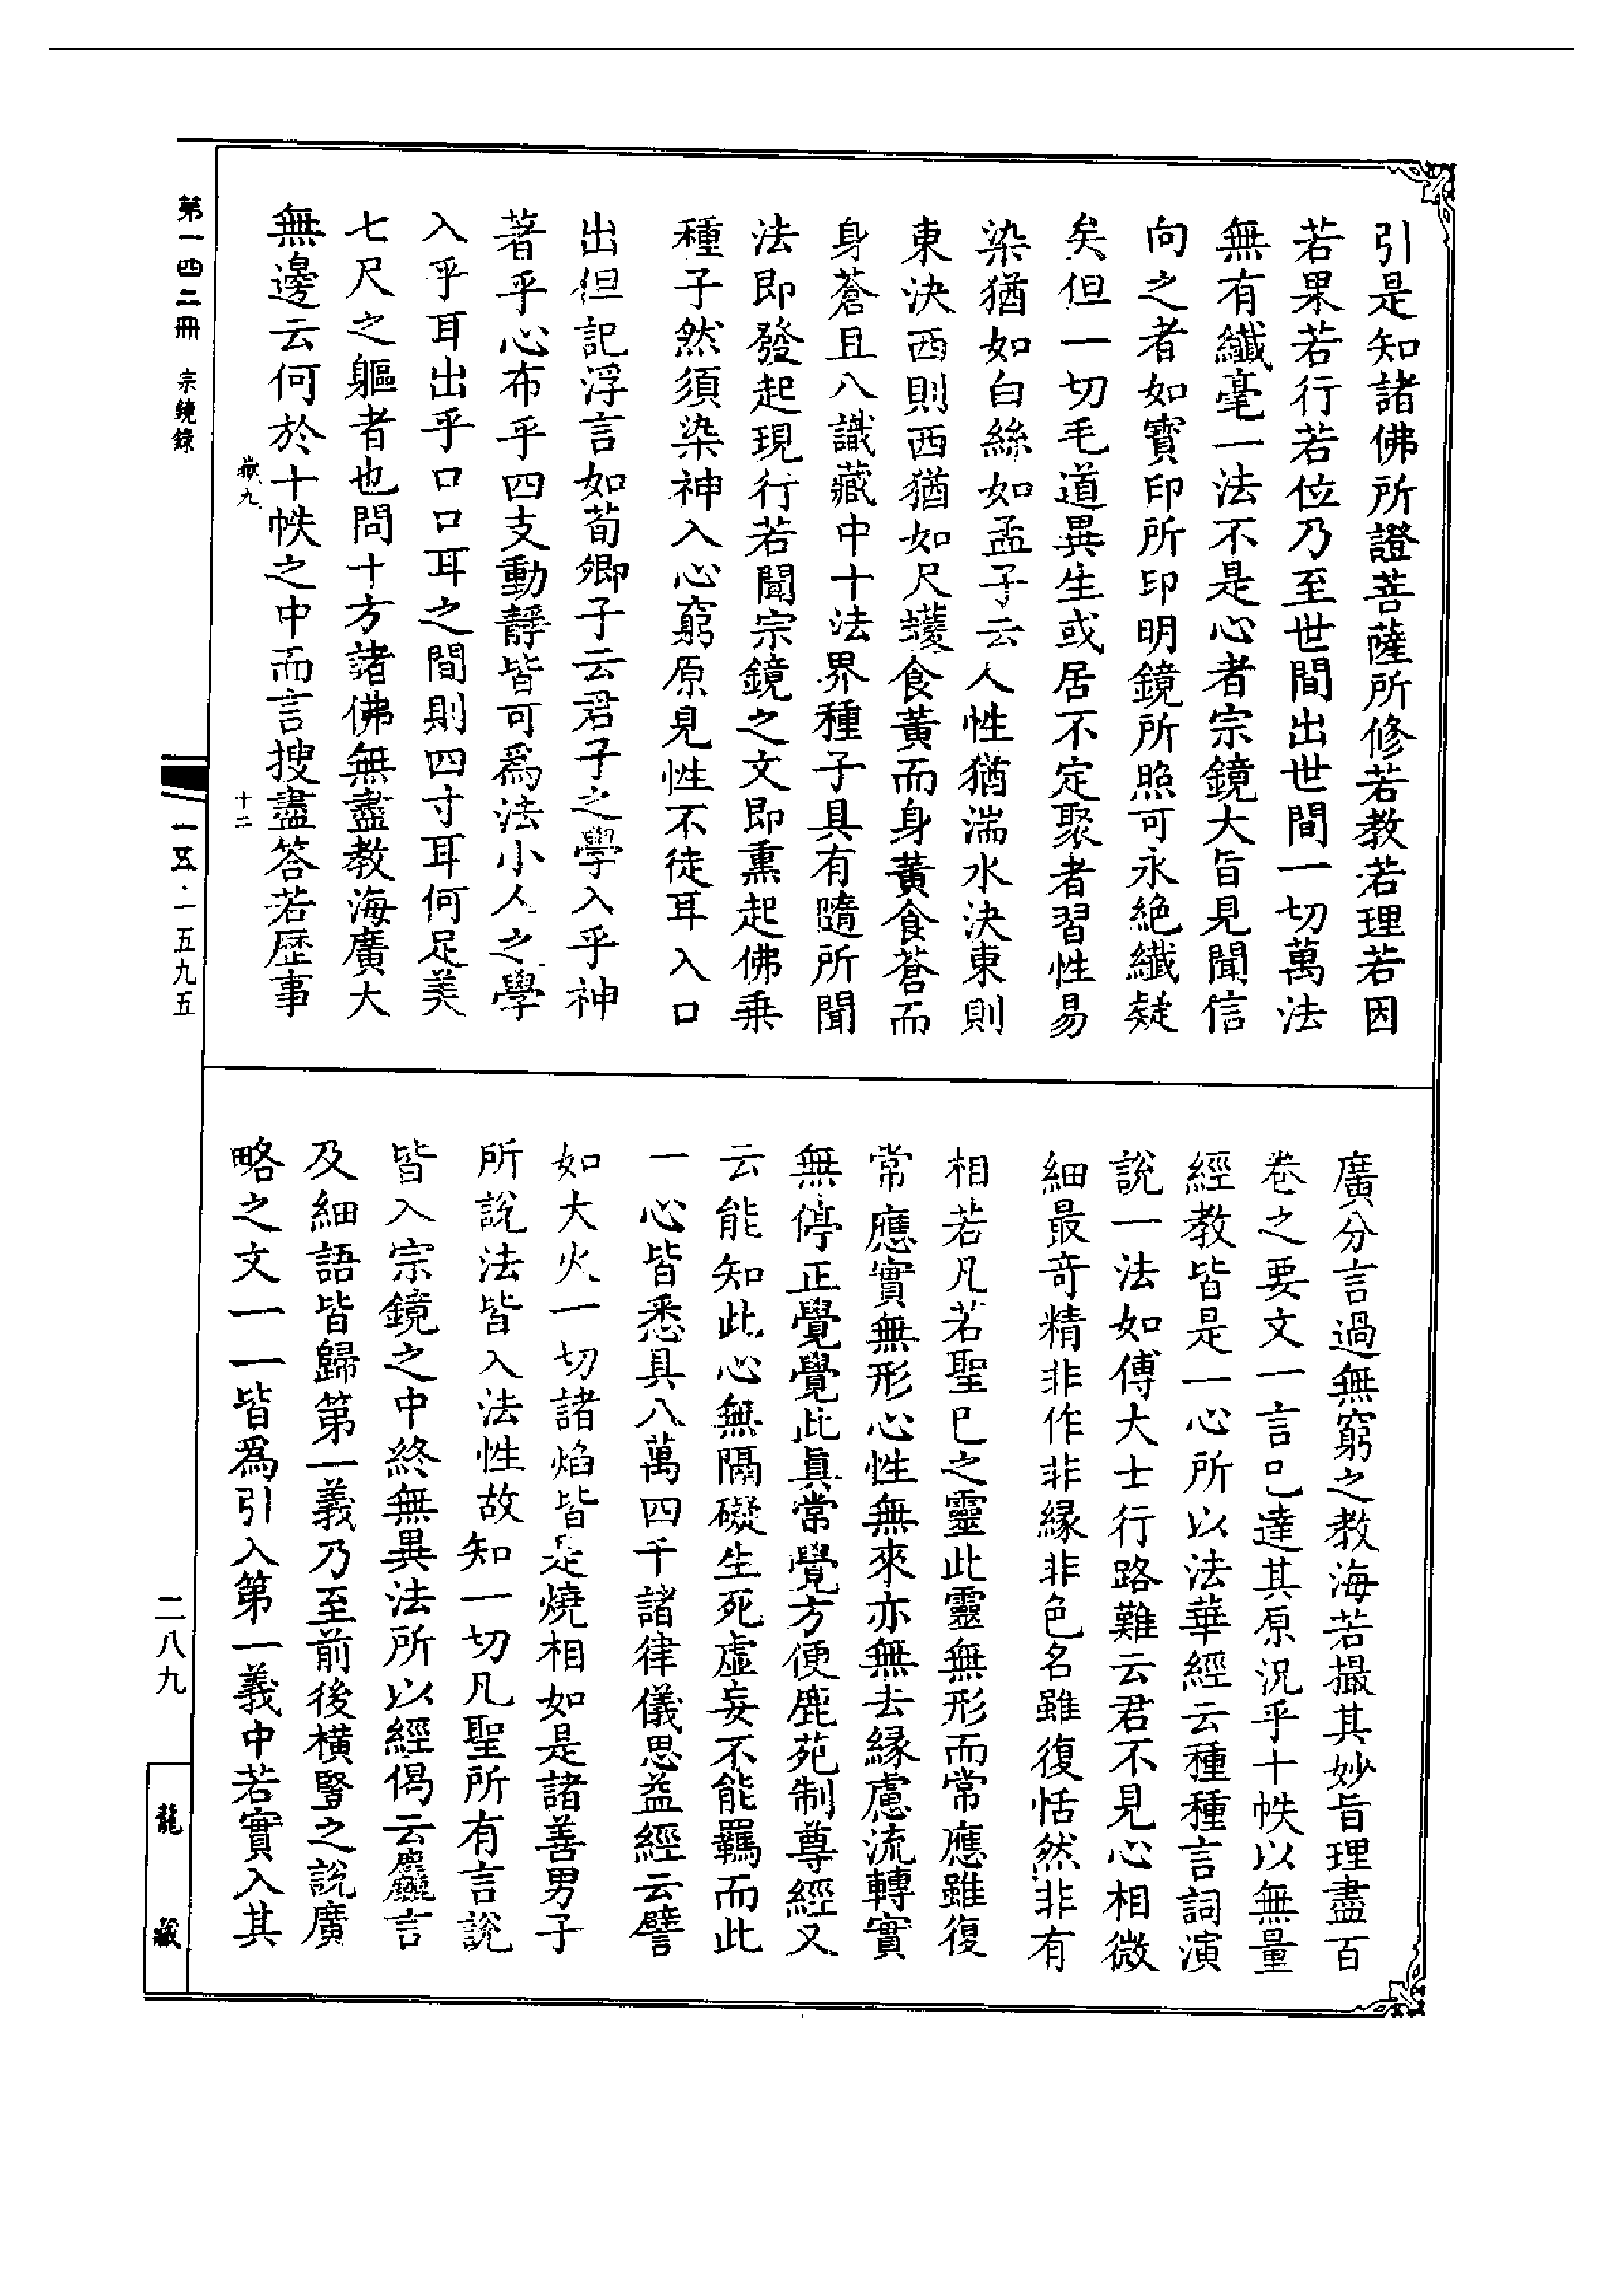 引是知諸佛所證菩薩所修若教若理若因
若果若行若位乃至世間出世間一切萬法
無有纖毫一法不是心者宗鏡大旨見聞信
向之者如寶印所印明鏡所照可永絶纖疑
矣但一切毛道異生或居不定聚者習性易
染猶如白絲如孟子云人性猶湍水決東則
東決西則西猶如尺蠖食黃而身黃食蒼而
身蒼且八識藏中十法界種子具有隨所聞
法即發起現行若聞宗鏡之文即熏起佛乗
種子然須染神入心窮原見性不徒耳入口
出但記浮言如荀卿子云君子之學入乎神
著乎心布乎四支動靜皆可爲法小人之學
入乎耳出乎口口耳之間則四寸耳何足美
七尺之軀者也問十方諸佛無盡教海廣大
無邊云何於十帙之中而言搜盡答若歷事
廣分言過無窮之教海若撮其妙旨理盡百
卷之要文一言已達其原況乎十帙以無量
經教皆是一心所以法華經云種種言詞演
說一法如傅大士行路難云君不見心相微
細最奇精非作非緣非色名雖復恬然非有
相若凡若聖巳之靈此靈無形而常應雖復
常應實無形心性無來亦無去緣慮流轉實
無停正覺覺此眞常覺方便鹿苑制尊經又
云能知此心無隔礙生死虛妄不能羈而此
一心皆悉具八萬四千諸律儀思益經云譬
如大火一切諸焰皆是燒相如是諸善男子
所說法皆入法性故知一切凡聖所有言說
皆入宗鏡之中終無異法所以經偈云麤言
及細語皆歸第一義乃至前後橫豎之說廣
略之文一一皆爲引入第一義中若實入其
嶽九
十二
第一四二冊 宗鏡錄
一五·一五九五
二八九
龍藏